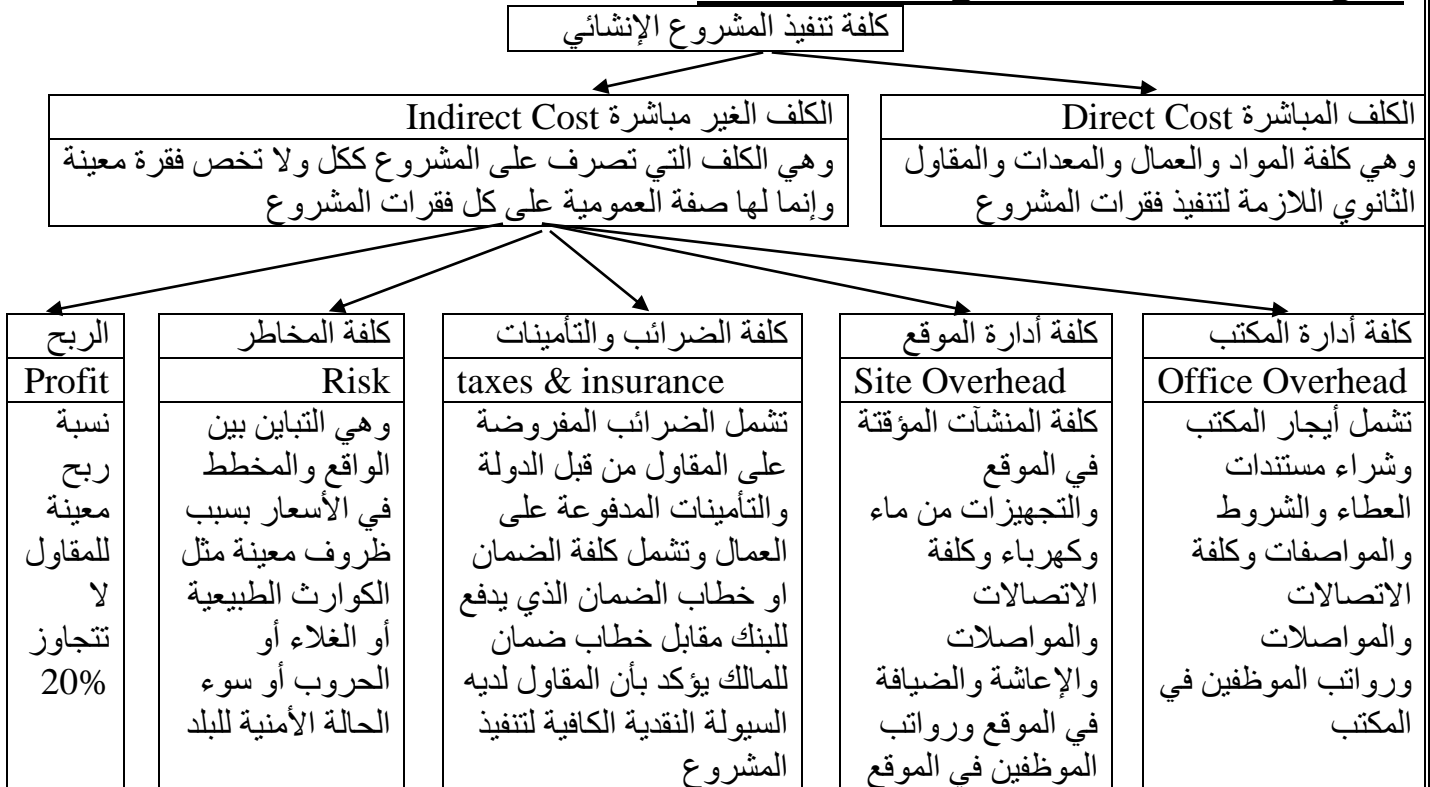 كلفة تنفيذ المشروع الإنشائي
الكلف المباشرة Direct Cost
وهي كلفة المواد والعمال والمعدات والمقاول
الثانوي اللازمة لتنفيذ فقرات المشروع
الكلف الغير مباشرة Indirect Cost
وهي الكلف التي تصرف على المشروع ككل ولا تخص فقرة معينة
وإنما لها صفة العمومية على كل فقرات المشروع
كلفة أدارة المكتب
Office Overhead
تشمل أيجار المكتب
وشراء مستندات
العطاء والشروط
والمواصفات وكلفة
الاتصالات
والمواصلات
ورواتب الموظفين في
المكتب
كلفة أدارة الموقع
Site Overhead
كلفة المنشآت المؤقتة
في الموقع
والتجهيزات من ماء
وكهرباء وكلفة
الاتصالات
والمواصلات
والإعاشة والضيافة
في الموقع ورواتب
الموظفين في الموقع
كلفة الضرائب والتأمينات
taxes & insurance
تشمل الضرائب المفروضة
على المقاول من قبل الدولة
والتأمينات المدفوعة على
العمال وتشمل كلفة الضمان
او خطاب الضمان الذي يدفع
للبنك مقابل خطاب ضمان
للمالك يؤكد بأن المقاول لديه
السيولة النقدية الكافية لتنفيذ
المشروع
كلفة المخاطر
Risk
وهي التباين بين
الواقع والمخطط
في الأسعار بسبب
ظروف معينة مثل
الكوارث الطبيعية
أو الغلاء أو
الحروب أو سوء
الحالة الأمنية للبلد
الربح
Profit
نسبة
ربح
معينة
للمقاول
لا
تتجاوز
20%